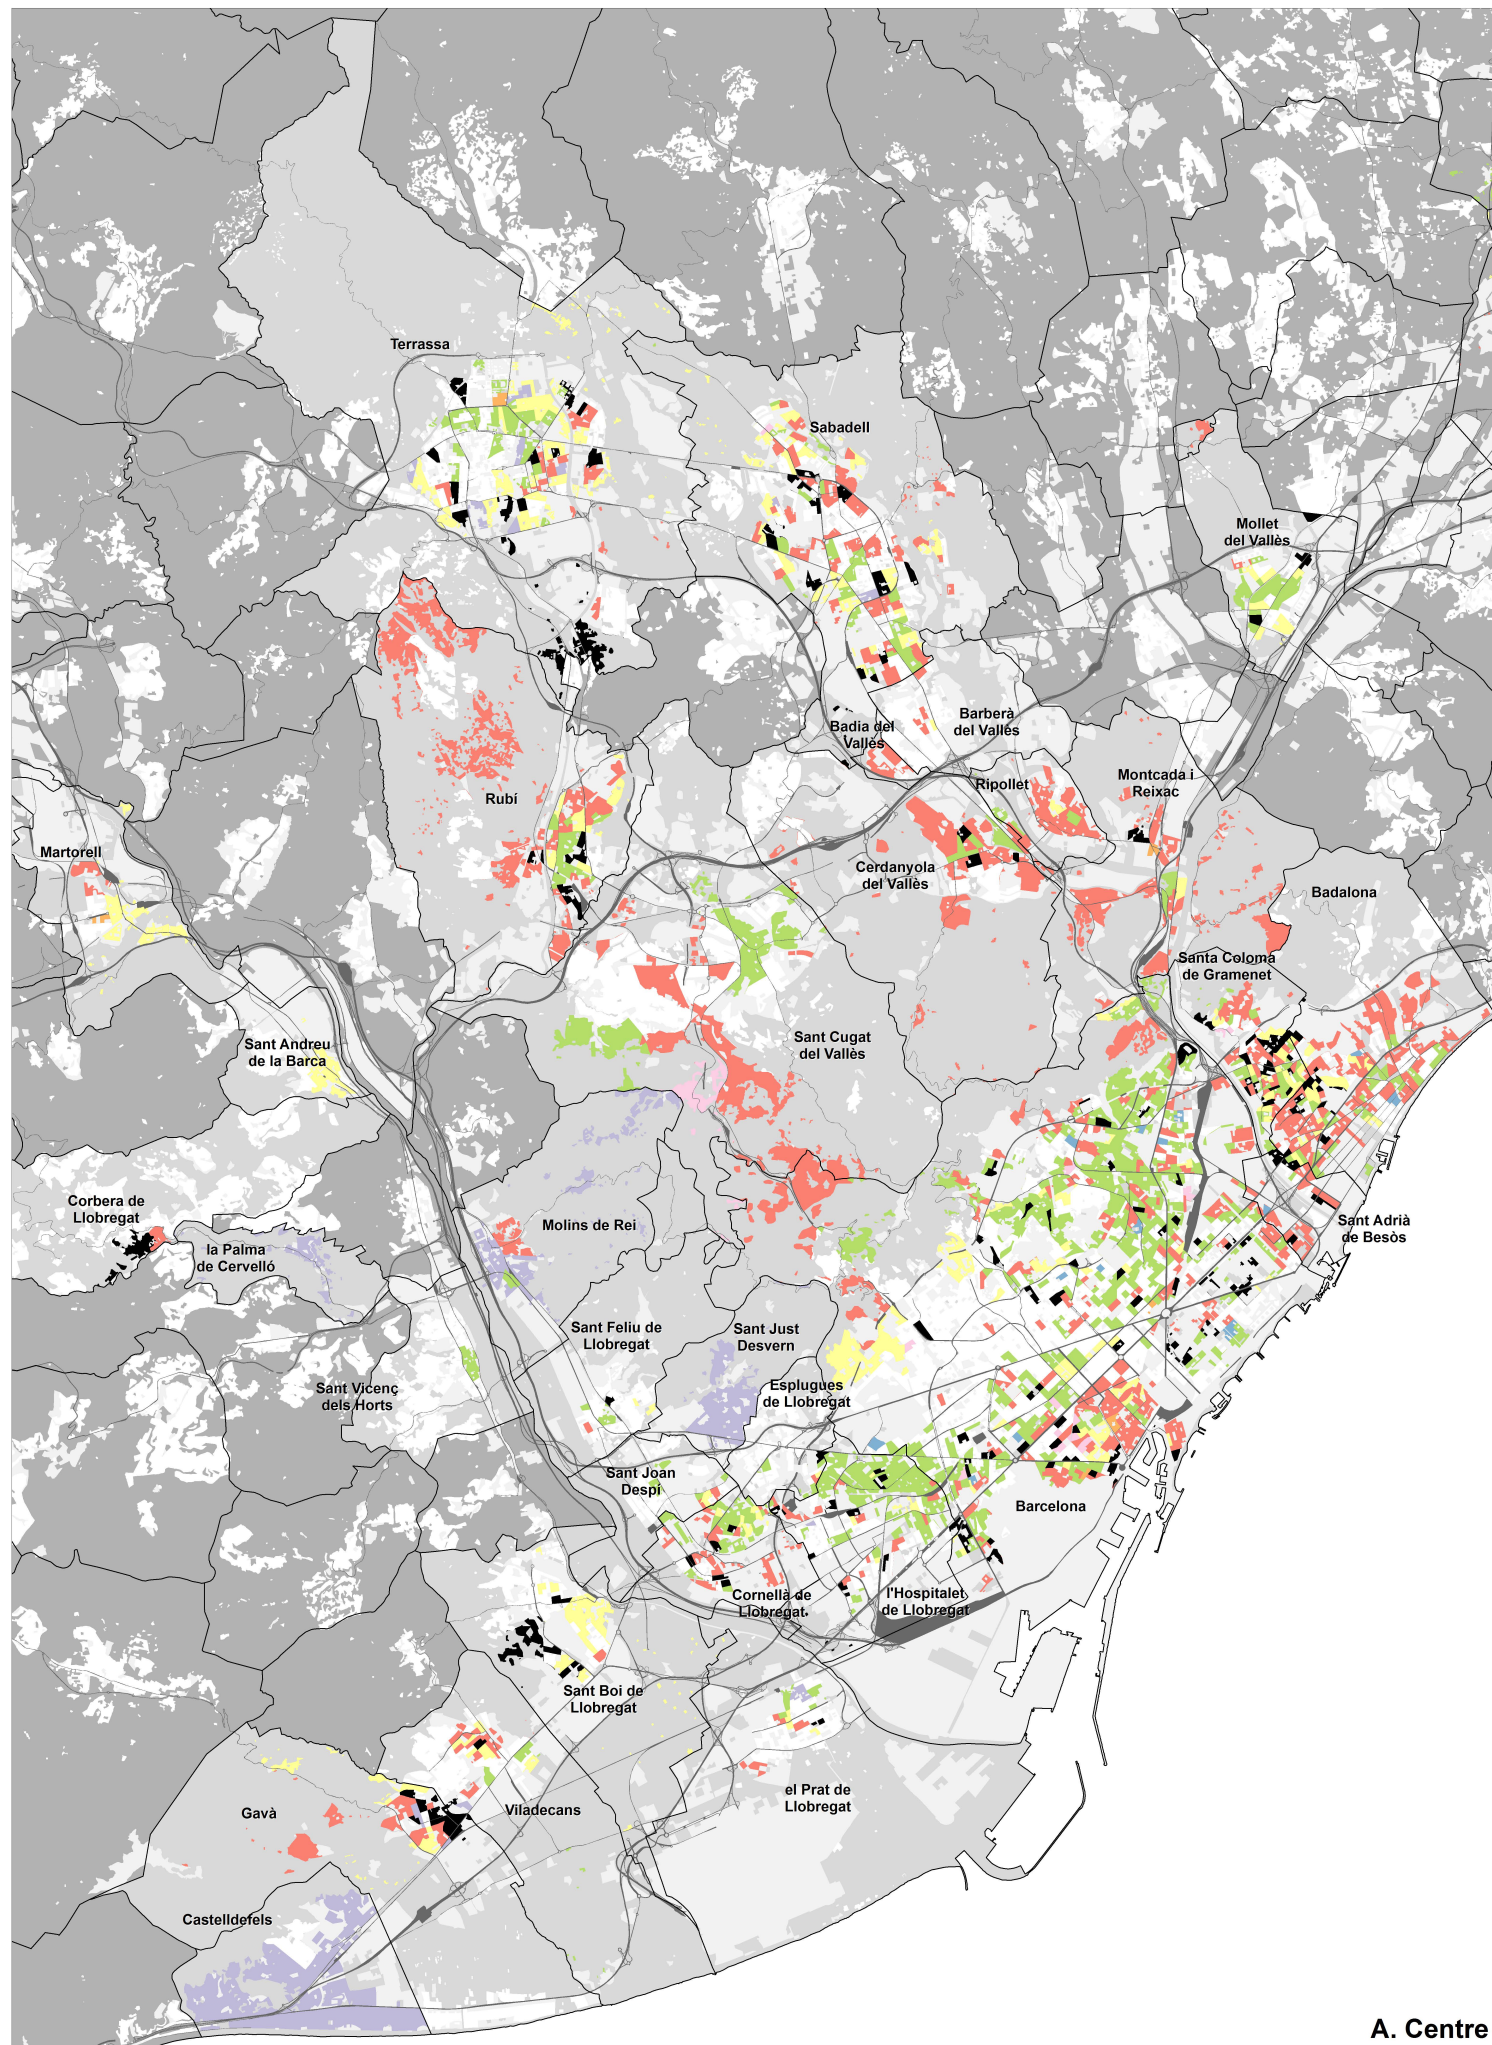 Terrassa
Sabadell
Mollet
del Vallès
Badia del
Vallès
Barberà
del Vallès
Ripollet
Montcada i
Reixac
Rubí
Martorell
Cerdanyola
del Vallès
Badalona
Santa Coloma
de Gramenet
Sant Andreu
de la Barca
Sant Cugat
del Vallès
Corbera de
Llobregat
la Palma
de Cervelló
Molins de Rei
Sant Adrià
de Besòs
Sant Feliu de
Llobregat
Sant Just
Desvern
Sant Vicenç
dels Horts
Esplugues
de Llobregat
Sant Joan
Despí
Barcelona
Cornellà de
Llobregat
l'Hospitalet
de Llobregat
Sant Boi de
Llobregat
Gavà
Viladecans
el Prat de
Llobregat
Castelldefels
A. Centre